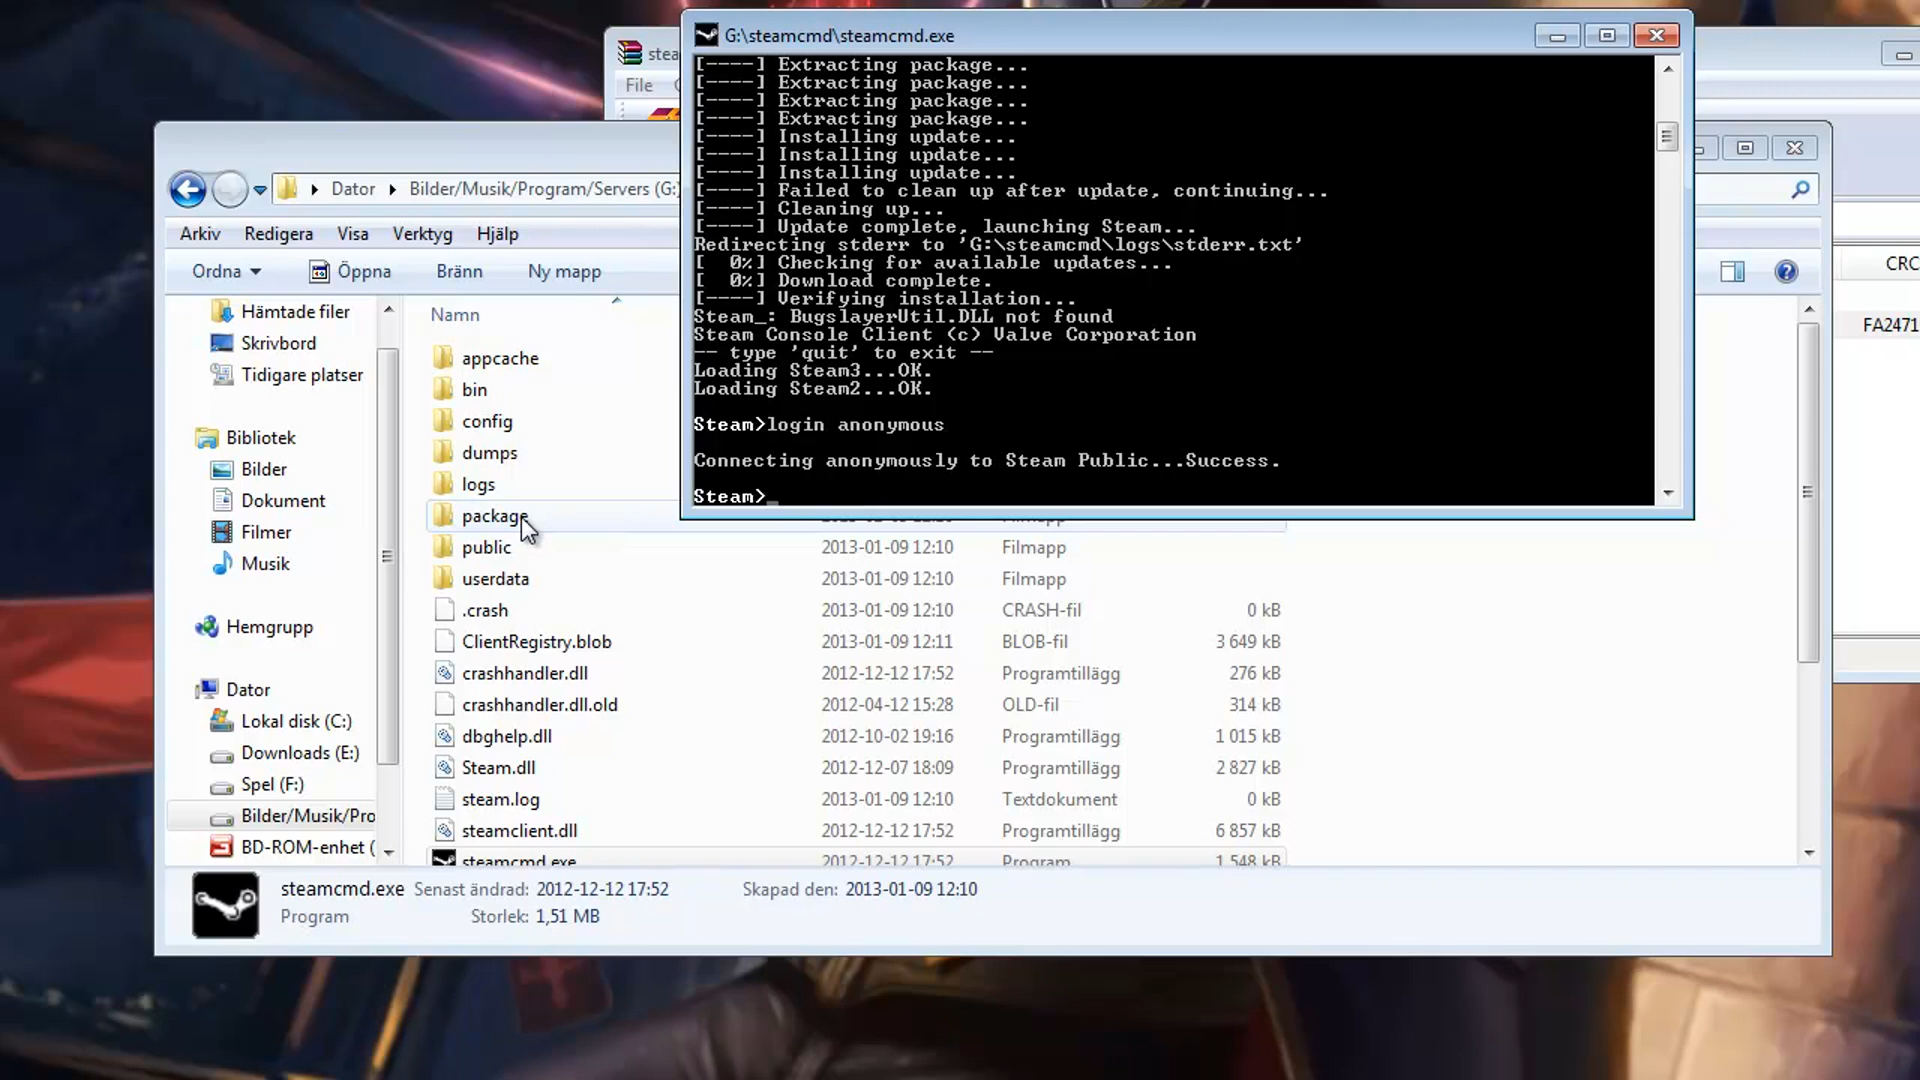 G:\steamcmd\steamcmd.exe
[----] Extracting package...
[----] Extracting package...
[----] Extracting package...
[----] Extracting package...
[----] Installing update...
[----] Installing update...
[----] Installing update...
[----] Failed to clean up after update, continuing...
[----] Cleaning up...
[----] Update complete, launching Steam...
Redirecting stderr to 'G:\steamcmd\logs\stderr.txt'
[  0%] Checking for available updates...
[  0%] Download complete.
[----] Verifying installation...
Steam_: BugslayerUtil.DLL not found
Steam Console Client (c) Valve Corporation
-- type 'quit' to exit --
Loading Steam3...OK.
Loading Steam2...OK.
Steam>login anonymous
Connecting anonymously to Steam Public...Success.
Steam>_
stea
File
CRC
FA2471
Dator Bilder/Musik/Program/Servers (G:)
Arkiv Redigera Visa Verktyg Hjälp
Ordna Öppna Bränn Ny mapp
Hämtade filer
Skrivbord
Tidigare platser
Bibliotek
Bilder
Dokument
Filmer
Musik
Hemgrupp
Dator
Lokal disk (C:)
Downloads (E:)
Spel (F:)
Bilder/Musik/Pro
BD-ROM-enhet (
Namn
appcache
bin
config
dumps
logs
package
public 2013-01-09 12:10 Filmapp
userdata 2013-01-09 12:10 Filmapp
.crash 2013-01-09 12:10 CRASH-fil 0 kB
ClientRegistry.blob 2013-01-09 12:11 BLOB-fil 3 649 kB
crashhandler.dll 2012-12-12 17:52 Programtillägg 276 kB
crashhandler.dll.old 2012-04-12 15:28 OLD-fil 314 kB
dbghelp.dll 2012-10-02 19:16 Programtillägg 1 015 kB
Steam.dll 2012-12-07 18:09 Programtillägg 2 827 kB
steam.log 2013-01-09 12:10 Textdokument 0 kB
steamclient.dll 2012-12-12 17:52 Programtillägg 6 857 kB
steamcmd.exe 2012-12-12 17:52 Program 1 548 kB
steamcmd.exe Senast ändrad: 2012-12-12 17:52 Skapad den: 2013-01-09 12:10
Program Storlek: 1,51 MB